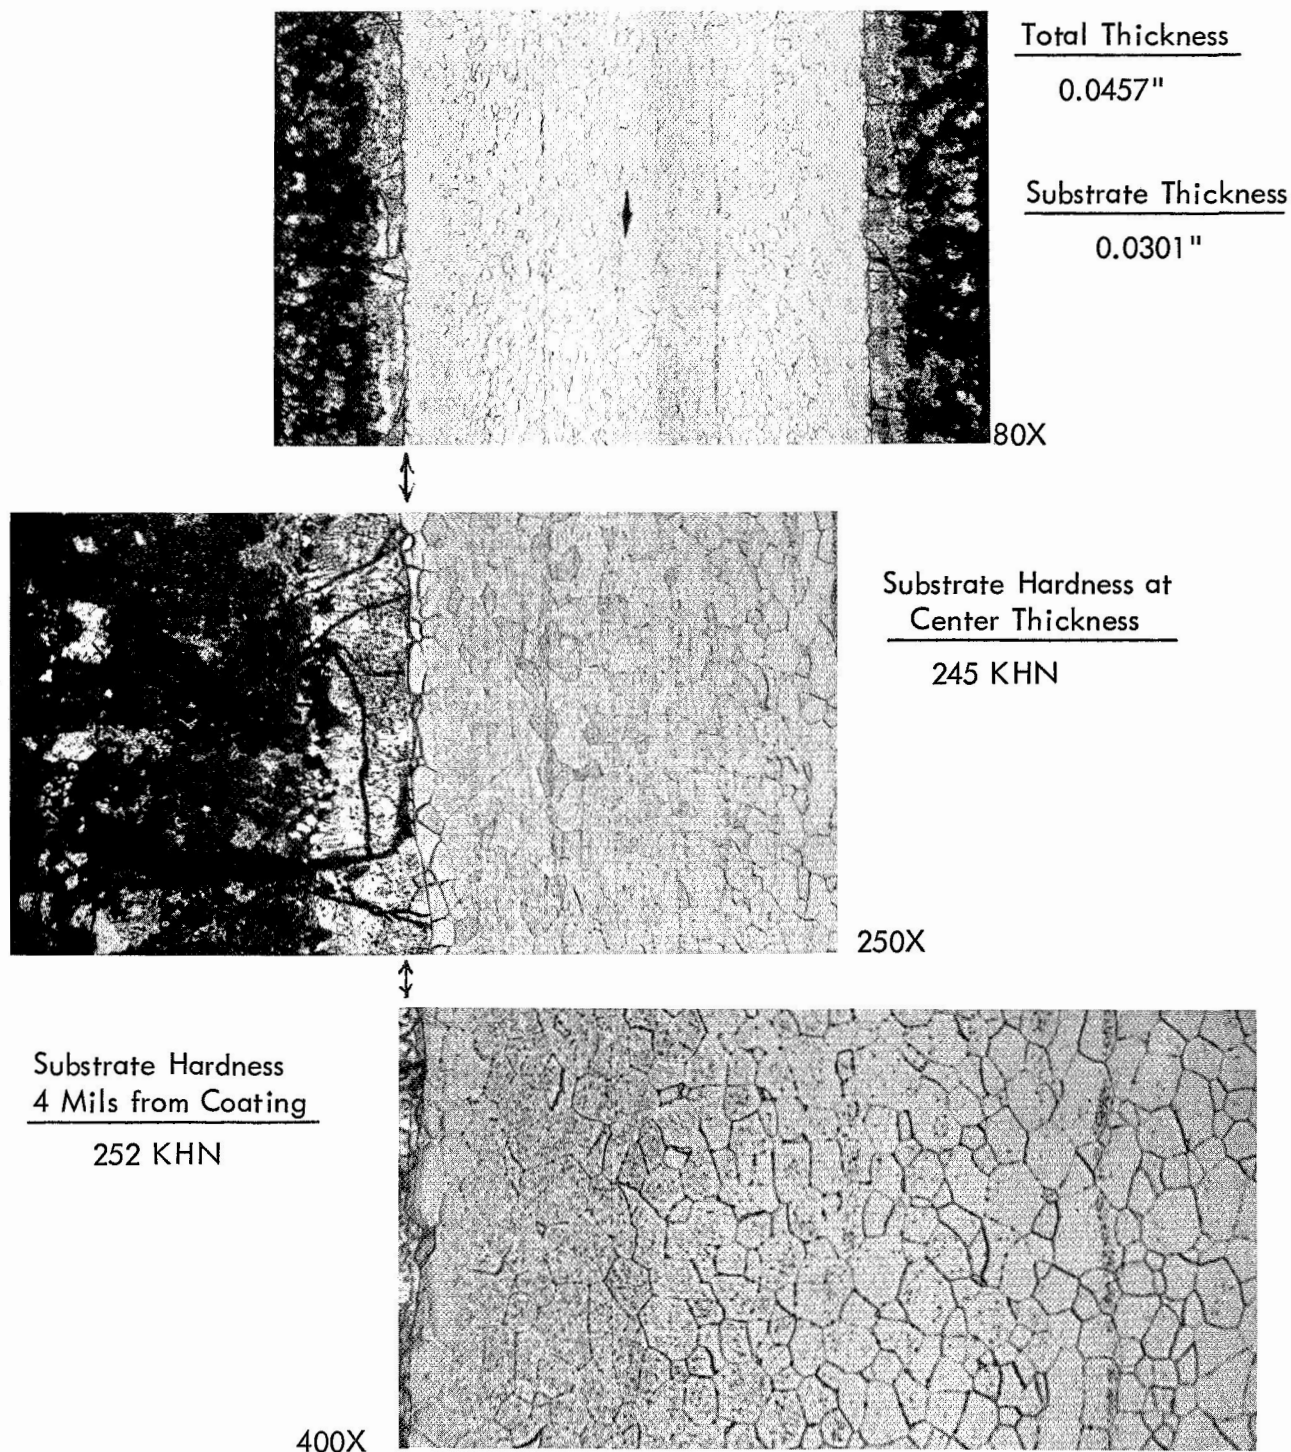 Total Thickness
0.0457"
Substrate Thickness
0.0301"
80X
Substrate Hardness at
Center Thickness
245 KHN
250X
Substrate Hardness
4 Mils from Coating
252 KHN
400X